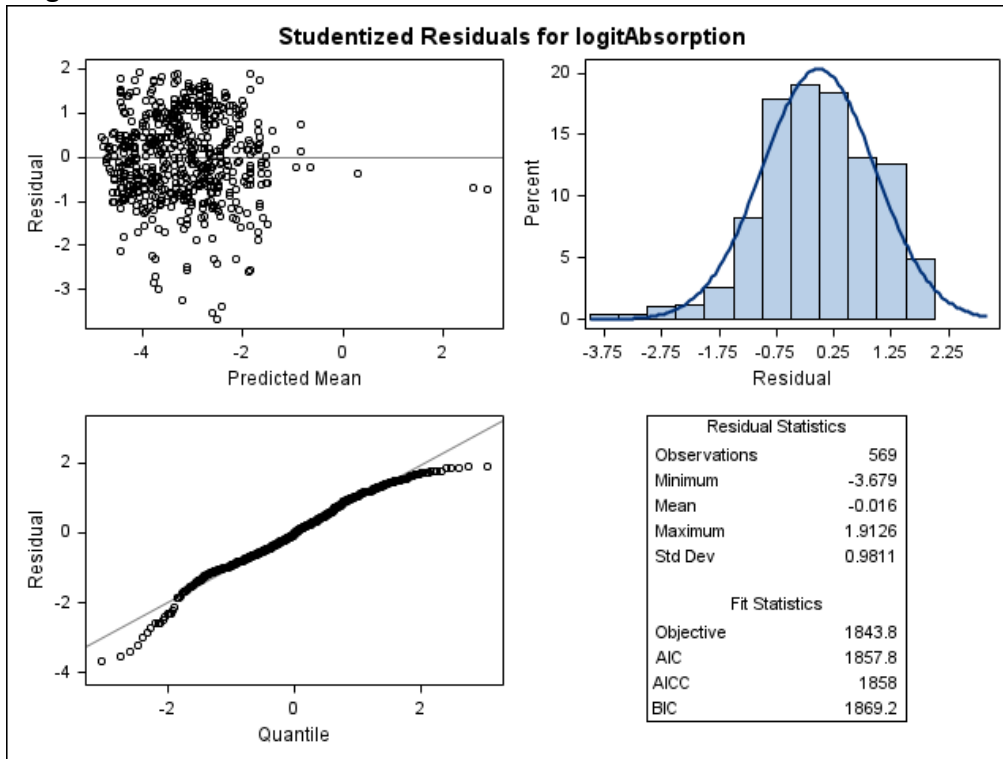 Studentized Residuals for logitAbsorption
2
1
0
-1
-2
-3
Residual
-4
-2
0
2
Predicted Mean
20
15
10
5
0
Percent
-3.75
-2.75
-1.75
-0.75
0.25
1.25
2.25
Residual
2
0
-2
-4
Residual
-2
0
2
Quantile
Residual Statistics
Observations 569
Minimum -3.679
Mean -0.016
Maximum 1.9126
Std Dev 0.9811
Fit Statistics
Objective 1843.8
AIC 1857.8
AICC 1858
BIC 1869.2